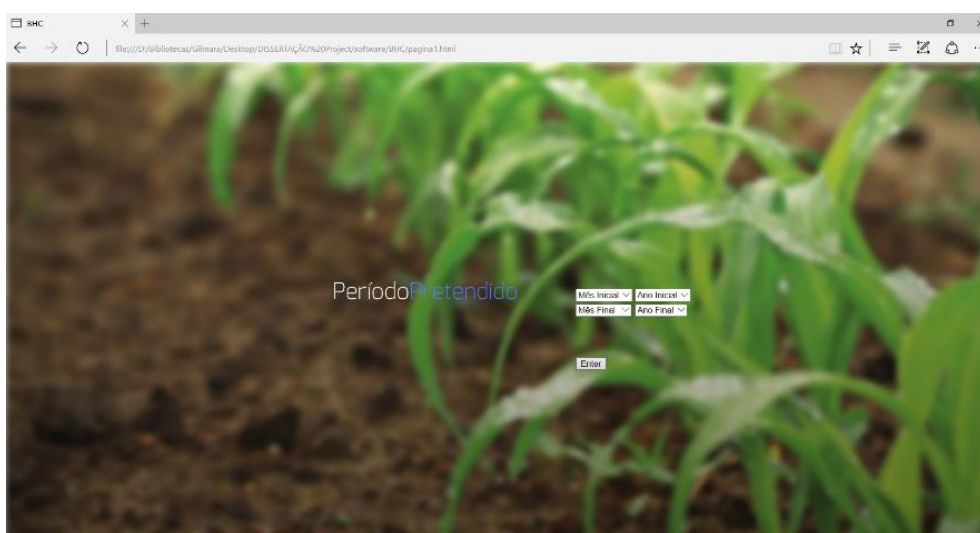 BHC
file:///D:/Bibliotecas/Gilmara/Desktop/DISSERTAÇÃO%20Project/software/BHC/pagina1.html
PeríodoPretendido
Mês Inicial Ano Inicial
Mês Final Ano Final
Enter